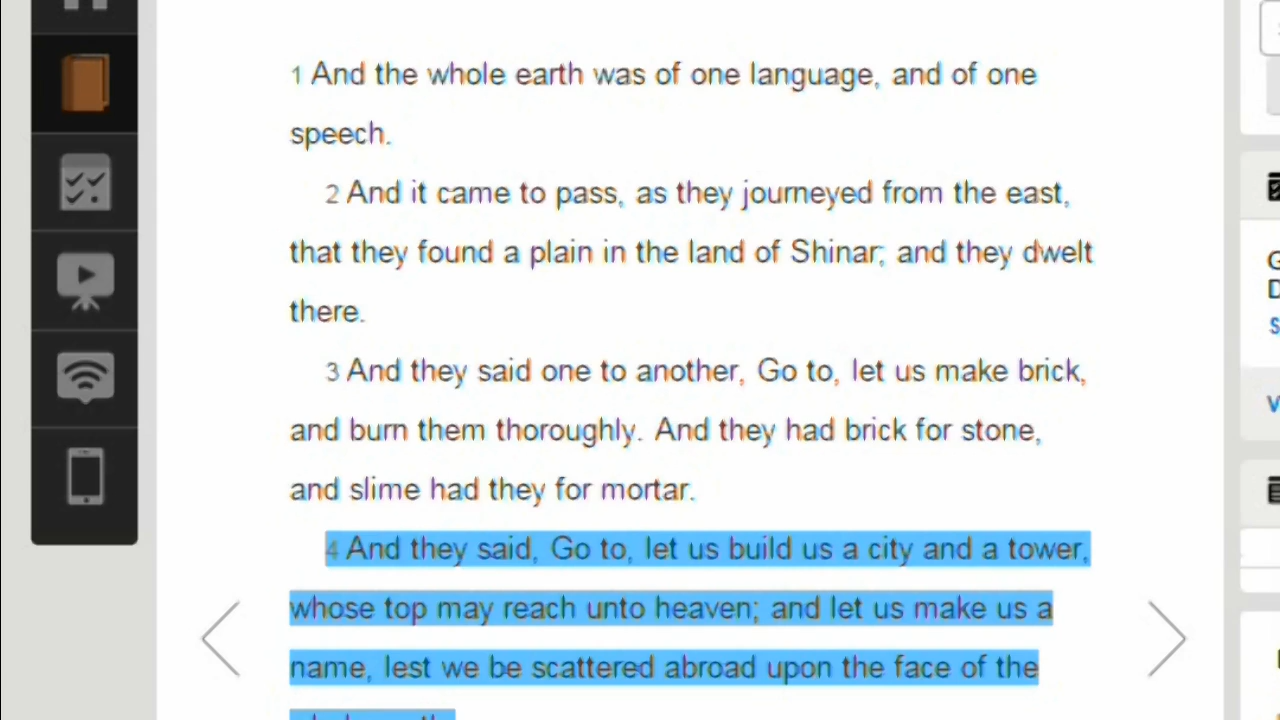 1 And the whole earth was of one language, and of one
speech.
2 And it came to pass, as they journeyed from the east,
that they found a plain in the land of Shinar; and they dwelt
there.
3 And they said one to another, Go to, let us make brick,
and burn them thoroughly. And they had brick for stone,
and slime had they for mortar.
4 And they said, Go to, let us build us a city and a tower,
whose top may reach unto heaven; and let us make us a
name, lest we be scattered abroad upon the face of the